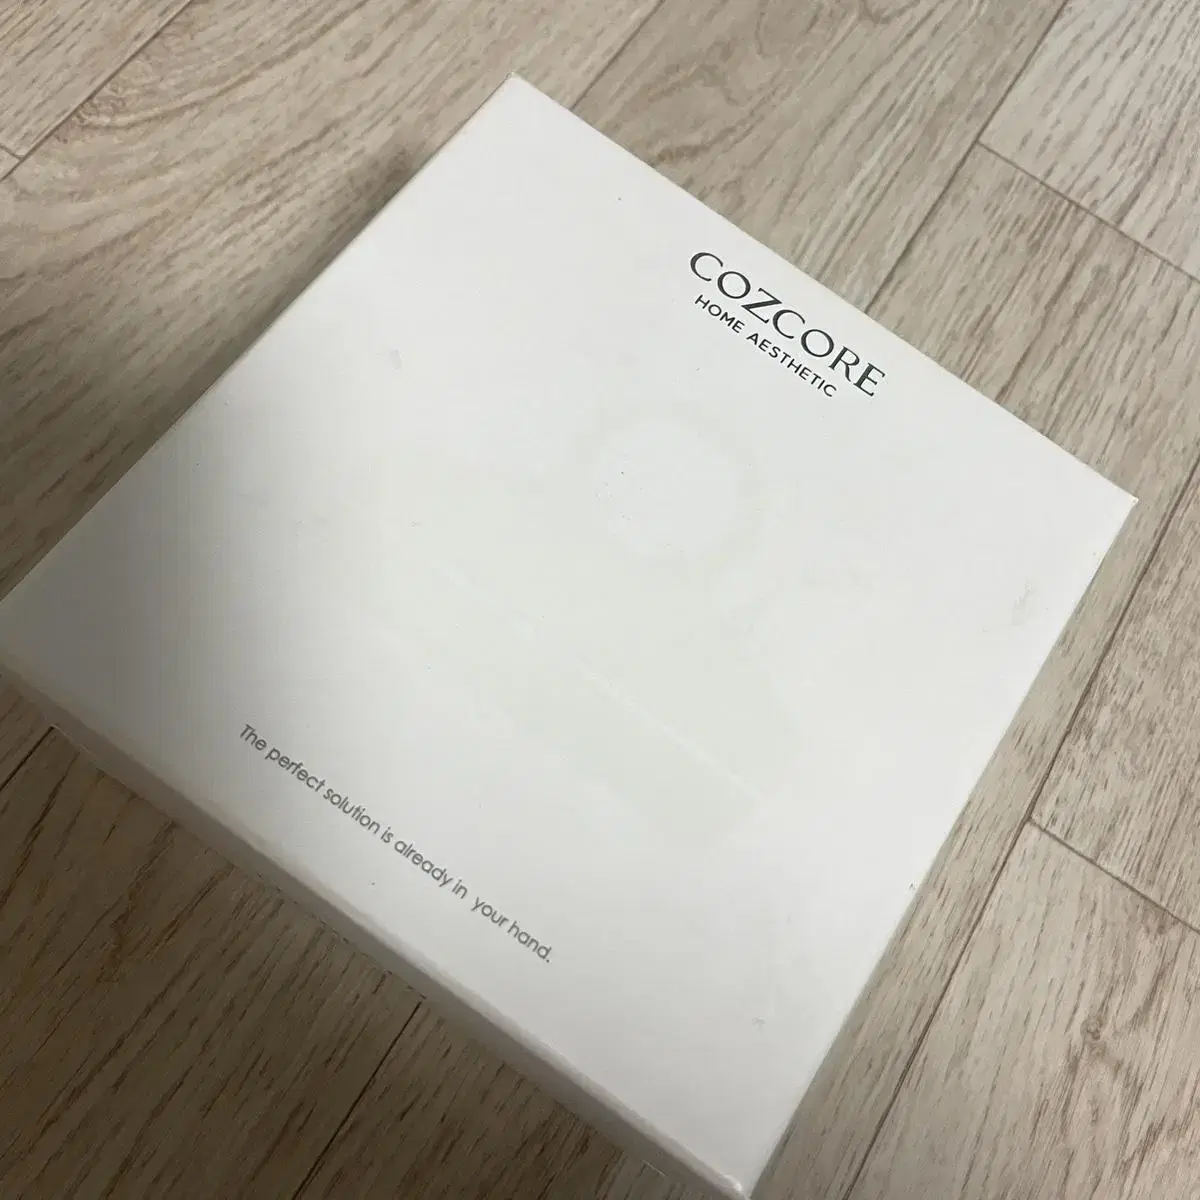 COZCORE
HOME AESTHETIC
The perfect solution is already in your hand.